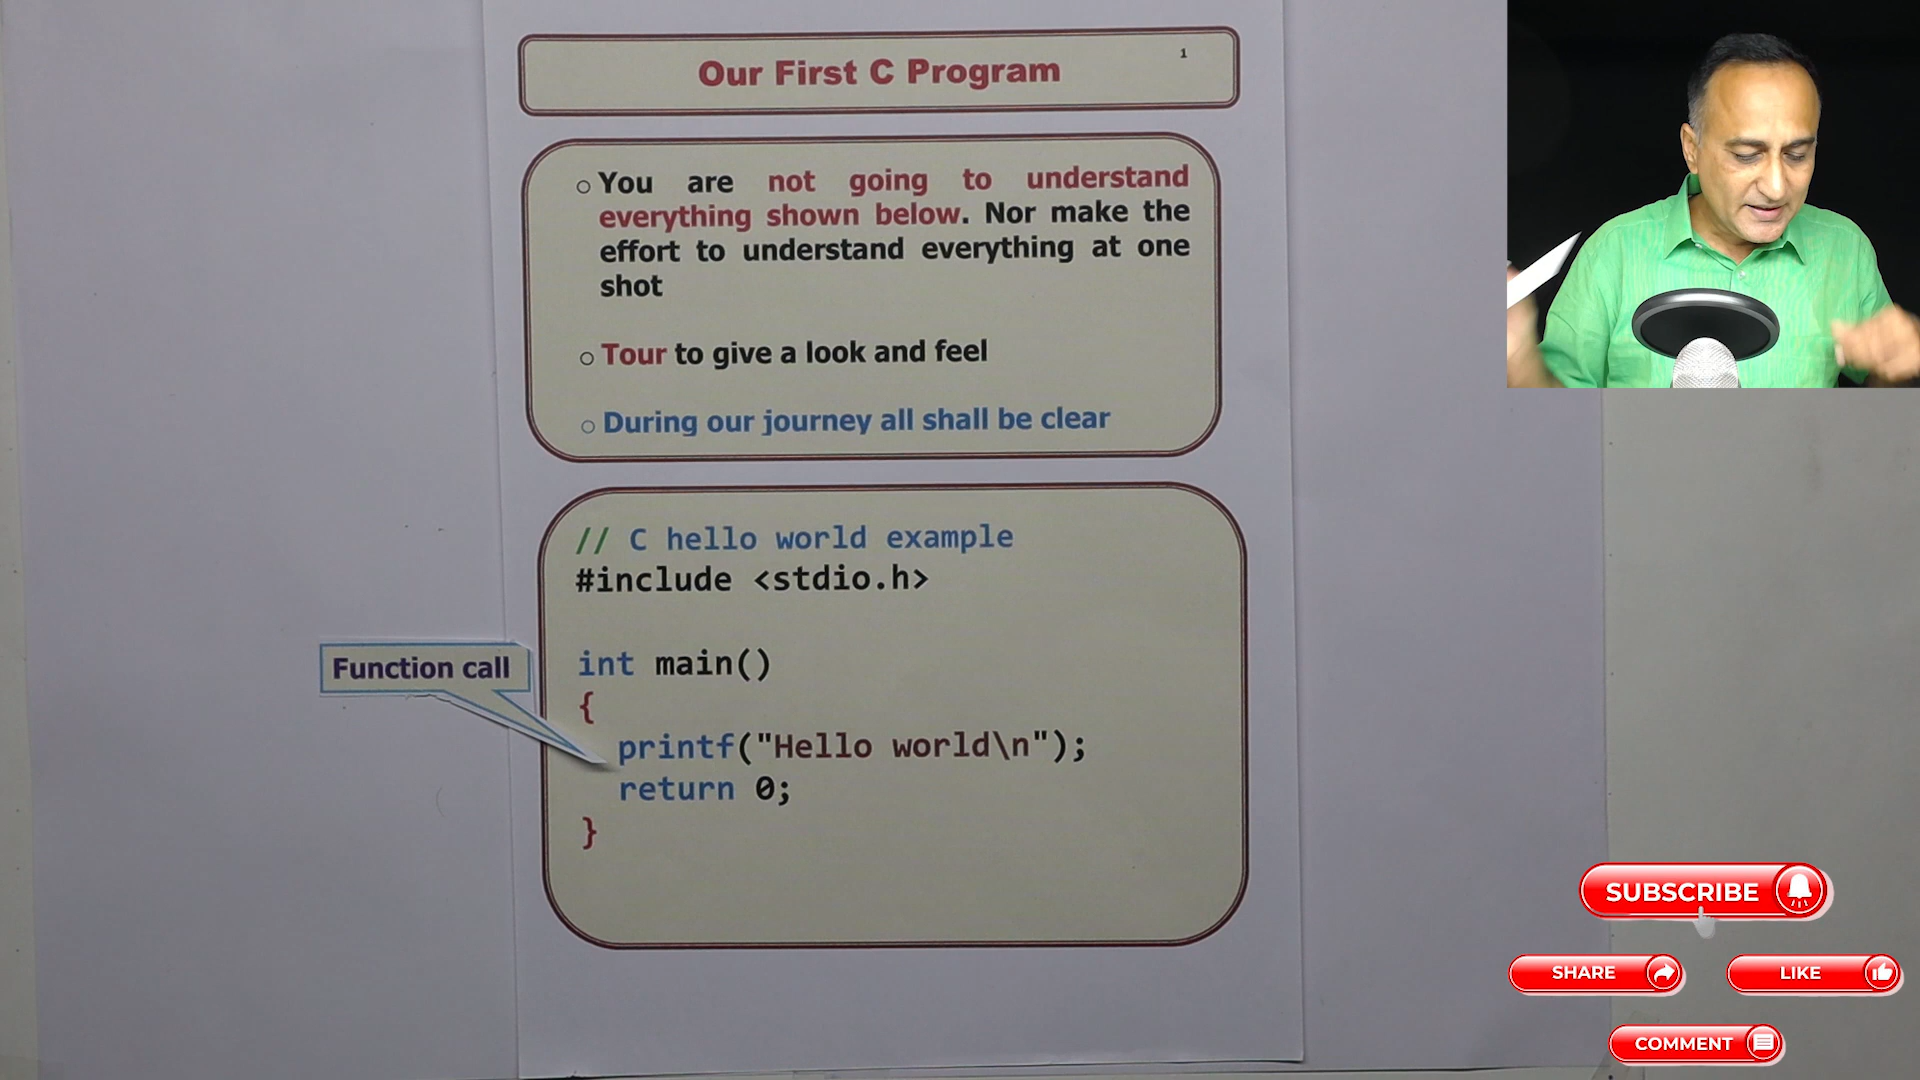 Our First C Program
1
○ You are not going to understand
everything shown below. Nor make the
effort to understand everything at one
shot
○ Tour to give a look and feel
○ During our journey all shall be clear
// C hello world example
#include <stdio.h>
int main()
{
Function call
printf("Hello world\n");
return 0;
}
SUBSCRIBE
SHARE
LIKE
COMMENT